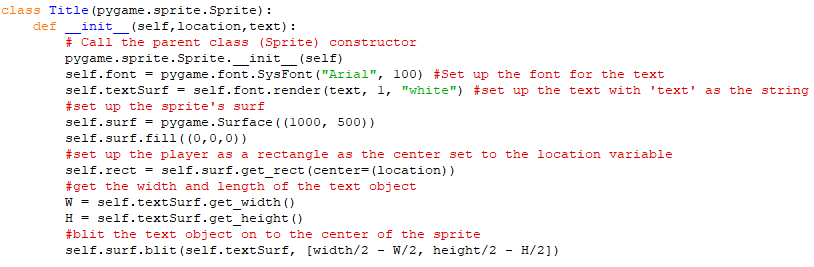 class Title(pygame.sprite.Sprite):
    def __init__(self,location,text):
        # Call the parent class (Sprite) constructor
        pygame.sprite.Sprite.__init__(self)
        self.font = pygame.font.SysFont("Arial", 100) #Set up the font for the text
        self.textSurf = self.font.render(text, 1, "white") #set up the text with 'text' as the string
        #set up the sprite's surf
        self.surf = pygame.Surface((1000, 500))
        self.surf.fill((0,0,0))
        #set up the player as a rectangle as the center set to the location variable
        self.rect = self.surf.get_rect(center=(location))
        #get the width and length of the text object
        W = self.textSurf.get_width()
        H = self.textSurf.get_height()
        #blit the text object on to the center of the sprite
        self.surf.blit(self.textSurf, [width/2 - W/2, height/2 - H/2])